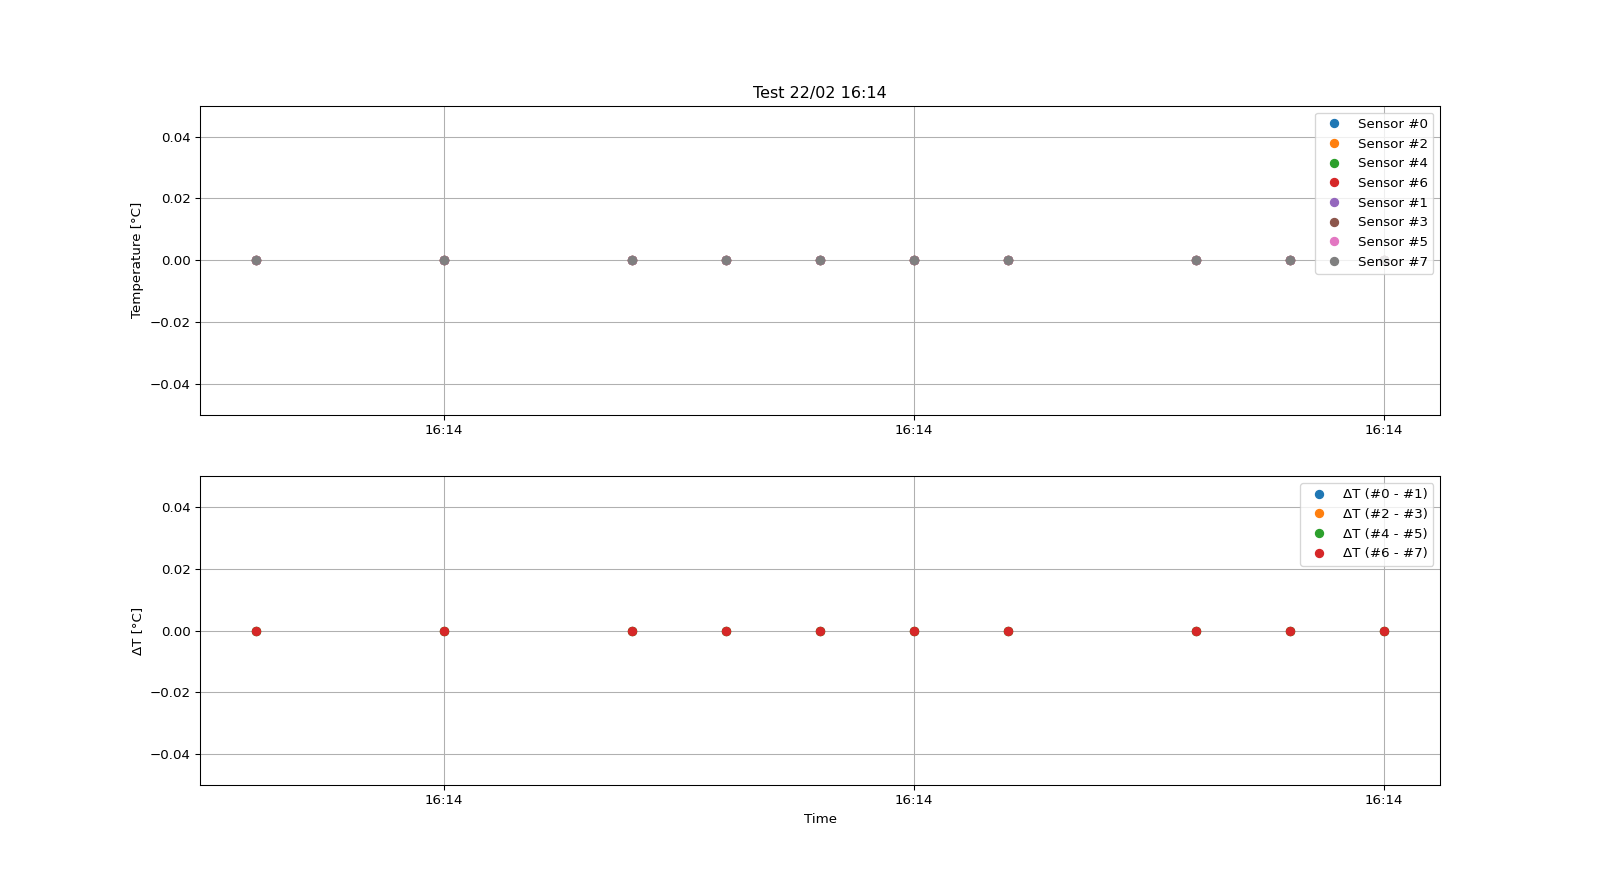 Test 22/02 16:14
Temperature [°C]
0.04
0.02
0.00
−0.02
−0.04
Sensor #0
Sensor #2
Sensor #4
Sensor #6
Sensor #1
Sensor #3
Sensor #5
Sensor #7
16:14 16:14 16:14
ΔT [°C]
0.04
0.02
0.00
−0.02
−0.04
ΔT (#0 - #1)
ΔT (#2 - #3)
ΔT (#4 - #5)
ΔT (#6 - #7)
16:14 16:14 16:14
Time